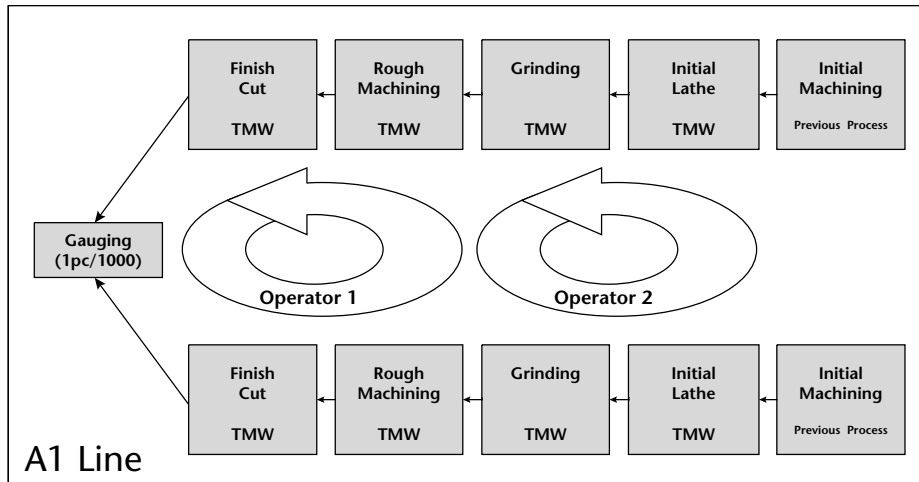 Finish
Cut
TMW
Rough
Machining
TMW
Grinding
TMW
Initial
Lathe
TMW
Initial
Machining
Previous Process
Gauging
(1pc/1000)
Operator 1
Operator 2
Finish
Cut
TMW
Rough
Machining
TMW
Grinding
TMW
Initial
Lathe
TMW
Initial
Machining
Previous Process
A1 Line